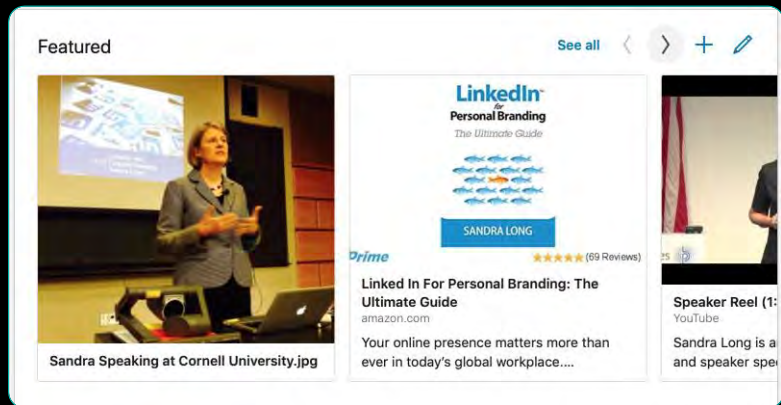 Featured
See all
Sandra Speaking at Cornell University.jpg
LinkedIn
for
Personal Branding
The Ultimate Guide
SANDRA LONG
Prime
(69 Reviews)
Linked In For Personal Branding: The
Ultimate Guide
amazon.com
Your online presence matters more than
ever in today's global workplace....
Speaker Reel (1:
YouTube
Sandra Long is a
and speaker spe